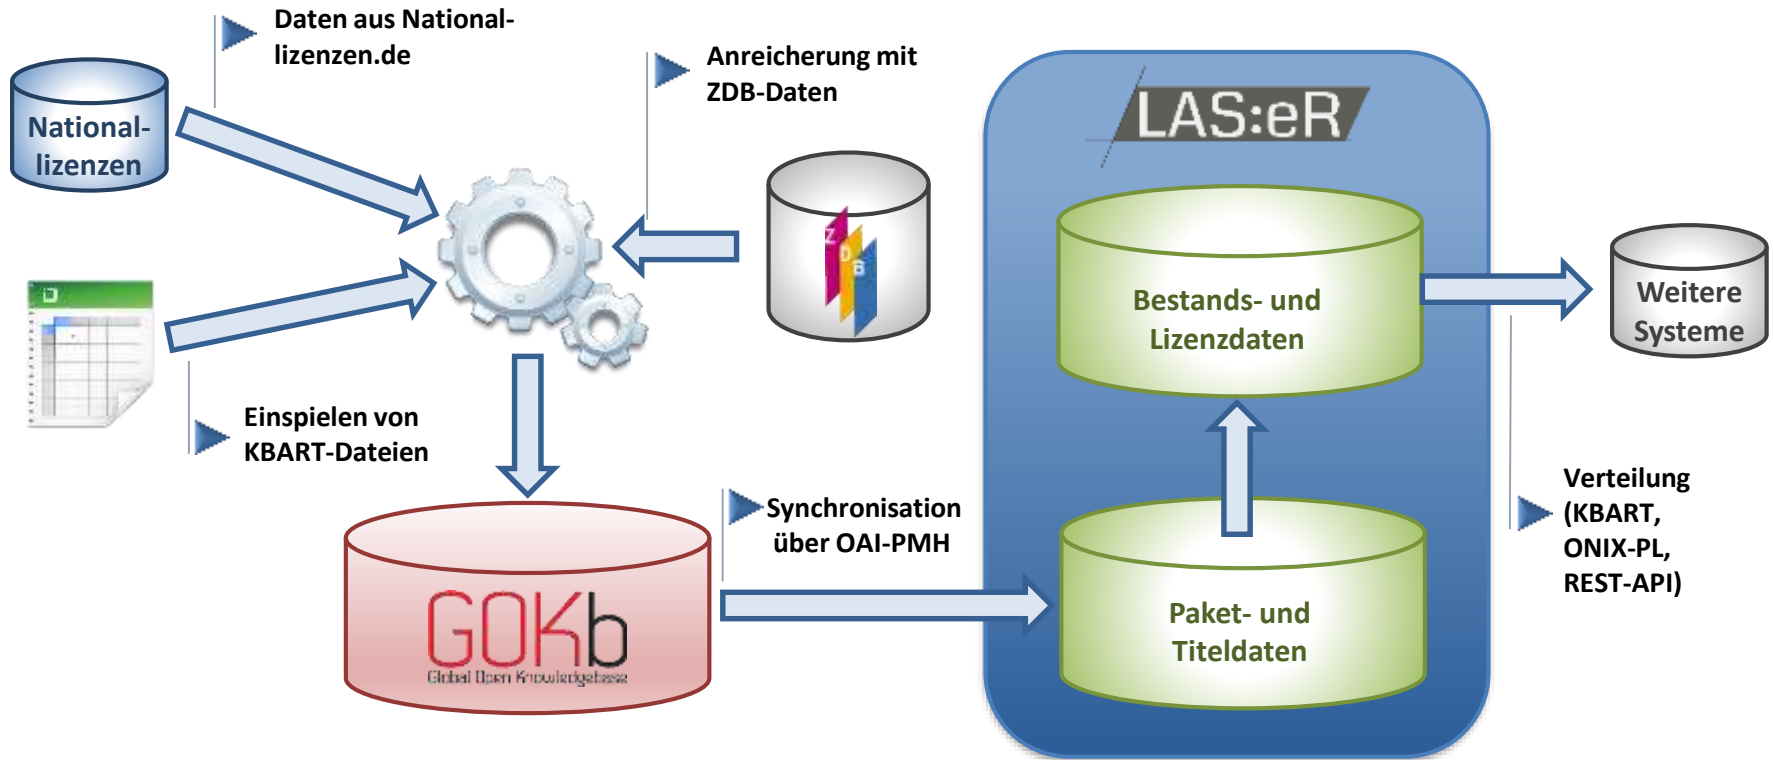 Daten aus National-
lizenzen.de
National-
lizenzen
Anreicherung mit
ZDB-Daten
Z
D
B
LAS:eR
Bestands- und
Lizenzdaten
Weitere
Systeme
Einspielen von
KBART-Dateien
Synchronisation
über OAI-PMH
Verteilung
(KBART,
ONIX-PL,
REST-API)
GOKb
Global Open Knowledgebase
Paket- und
Titeldaten